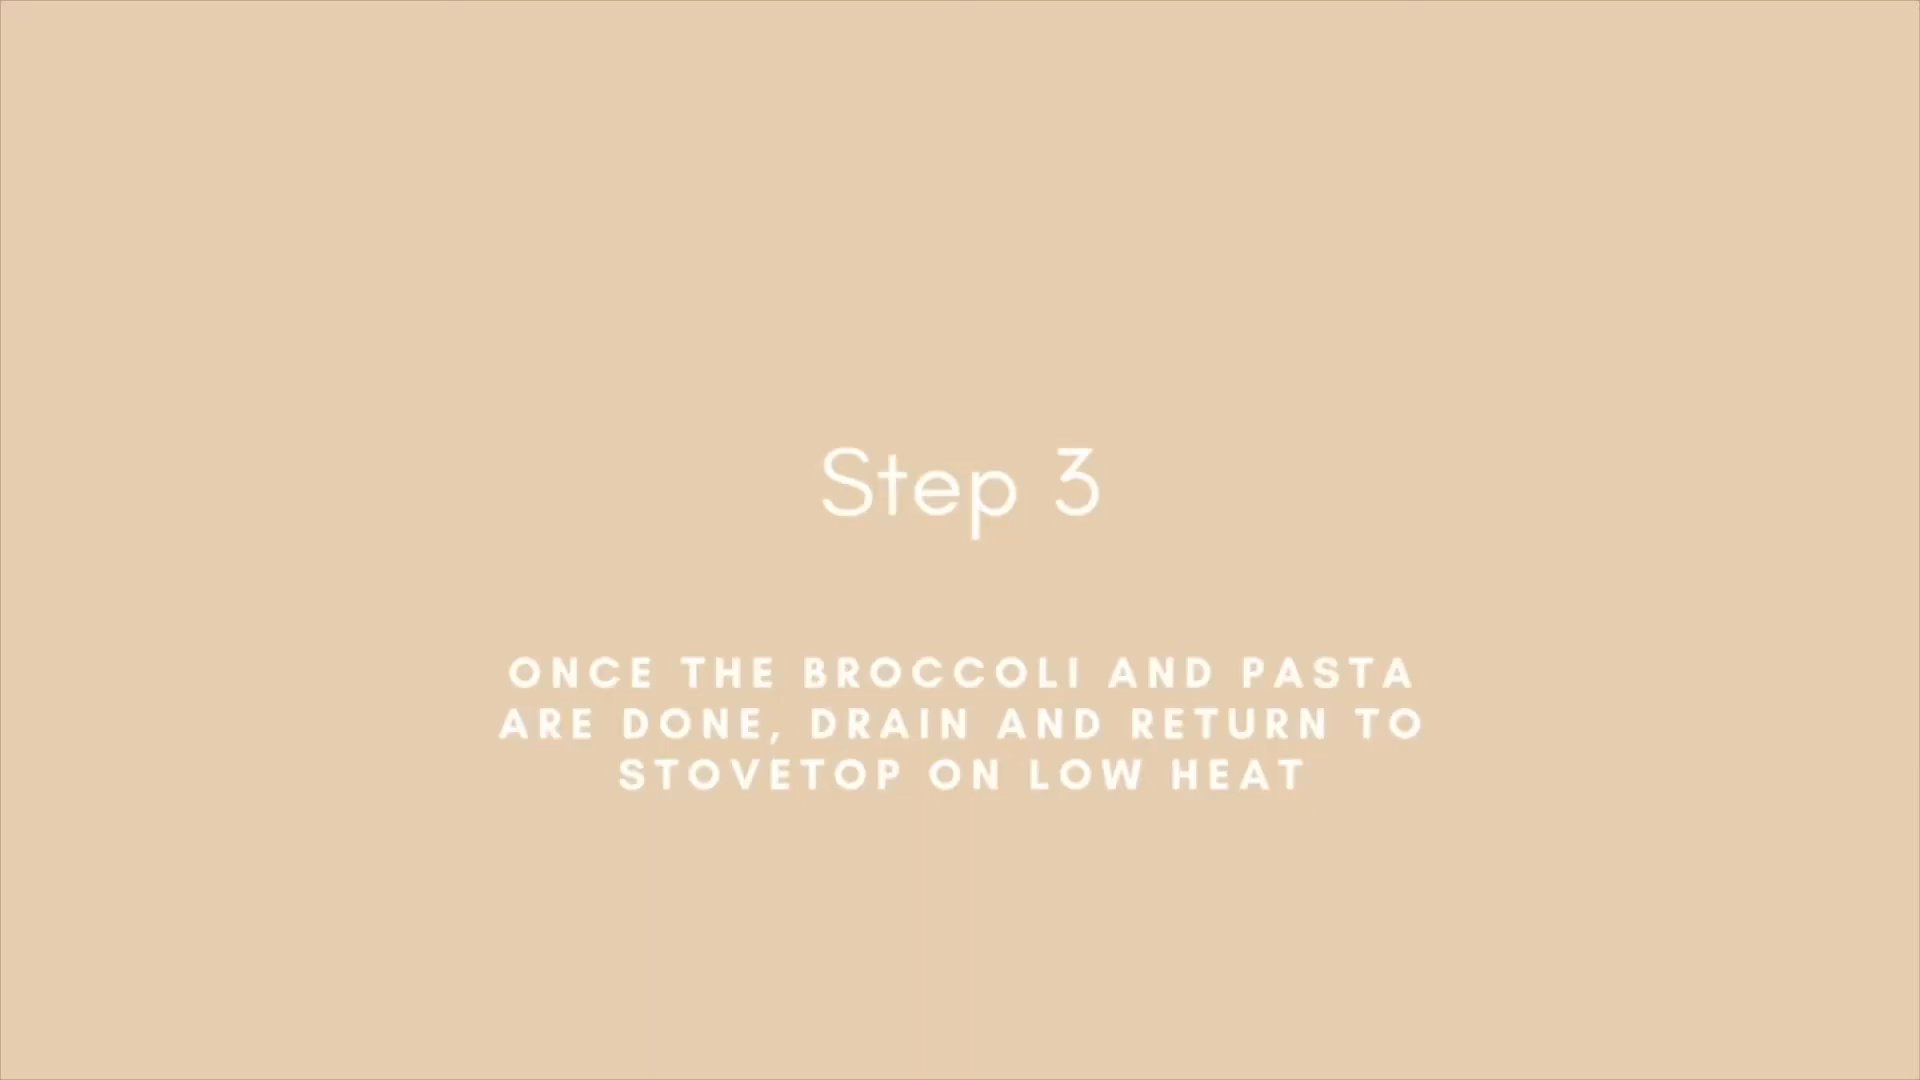 Step 3
ONCE THE BROCCOLI AND PASTA
ARE DONE, DRAIN AND RETURN TO
STOVETOP ON LOW HEAT